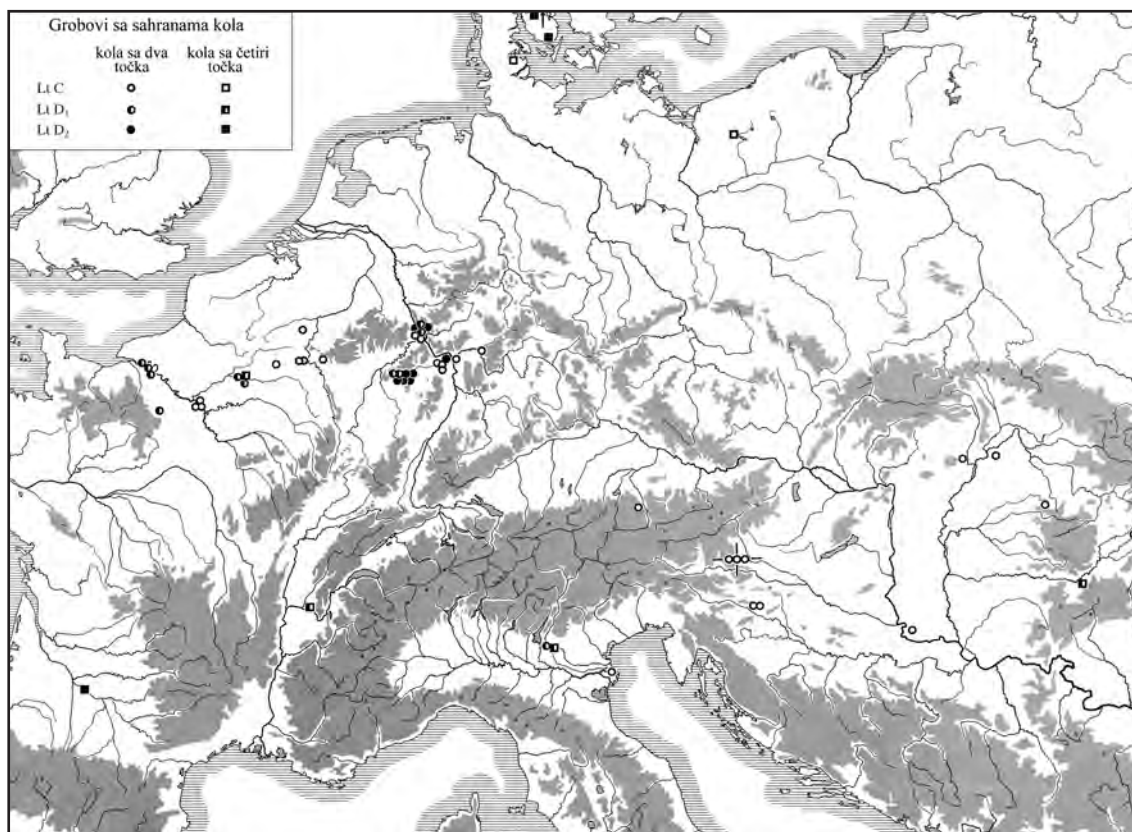 Grobovi sa sahranama kola
kola sa dva točka
kola sa četiri točka
Lt C
Lt D₁
Lt D₂